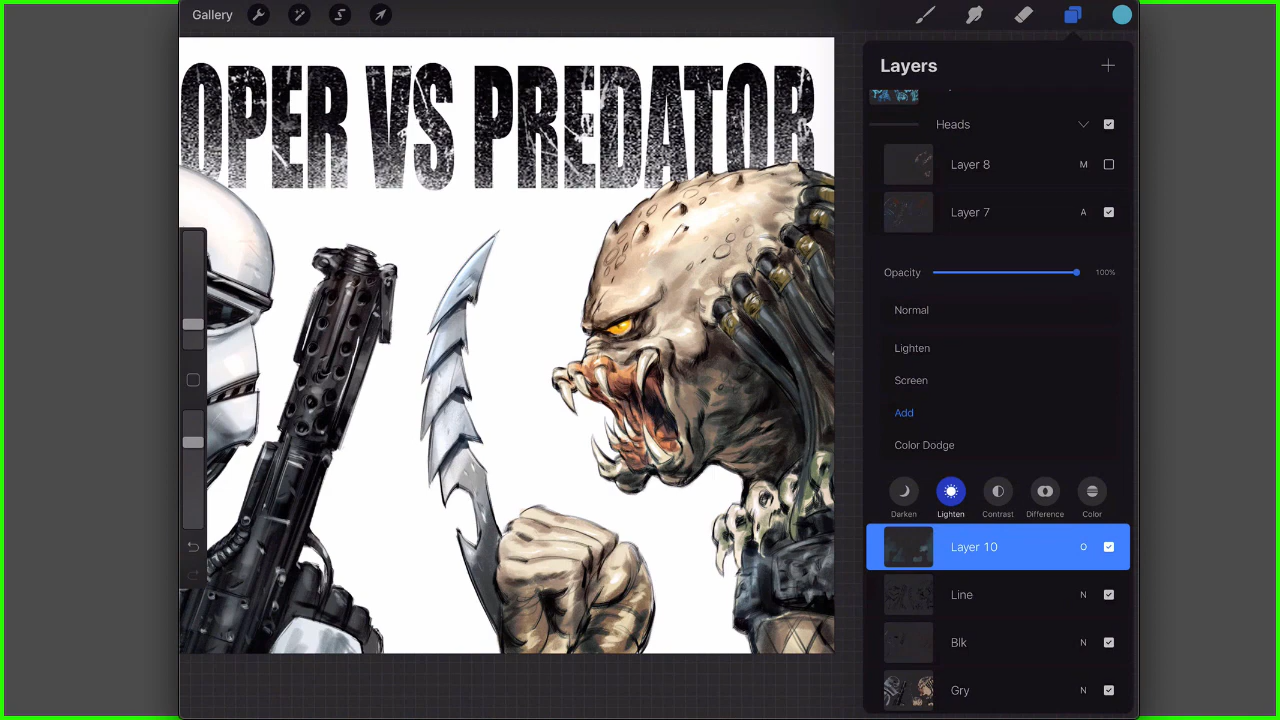 Gallery
OPER VS PREDATOR
Layers
Heads
Layer 8 M
Layer 7 A
Opacity 100%
Normal
Lighten
Screen
Add
Color Dodge
Darken Lighten Contrast Difference Color
Layer 10 O
Line N
Blk N
Gry N